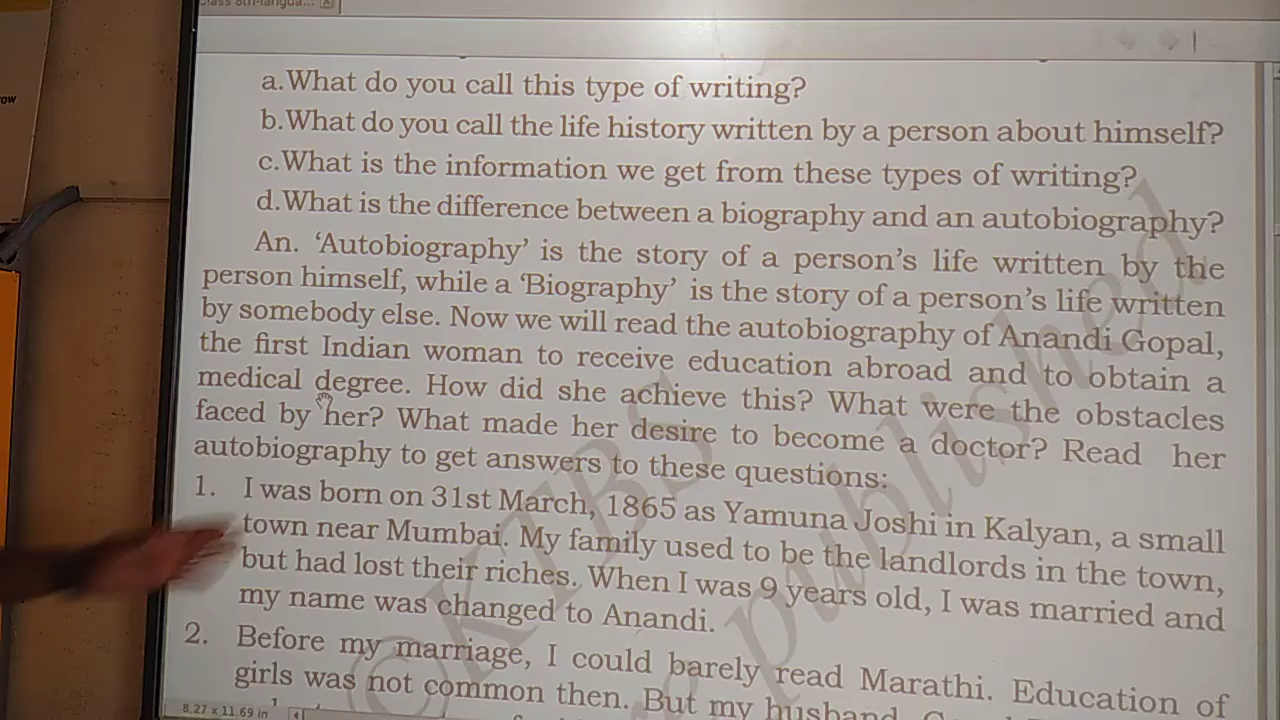 a.What do you call this type of writing?
b.What do you call the life history written by a person about himself?
c.What is the information we get from these types of writing?
d.What is the difference between a biography and an autobiography?
An. ‘Autobiography’ is the story of a person’s life written by the
person himself, while a ‘Biography’ is the story of a person’s life written
by somebody else. Now we will read the autobiography of Anandi Gopal,
the first Indian woman to receive education abroad and to obtain a
medical degree. How did she achieve this? What were the obstacles
faced by her? What made her desire to become a doctor? Read her
autobiography to get answers to these questions:
1. I was born on 31st March, 1865 as Yamuna Joshi in Kalyan, a small
town near Mumbai. My family used to be the landlords in the town,
but had lost their riches. When I was 9 years old, I was married and
my name was changed to Anandi.
2. Before my marriage, I could barely read Marathi. Education of
girls was not common then. But my husband,
8.27 x 11.69 in
©KTBS
published